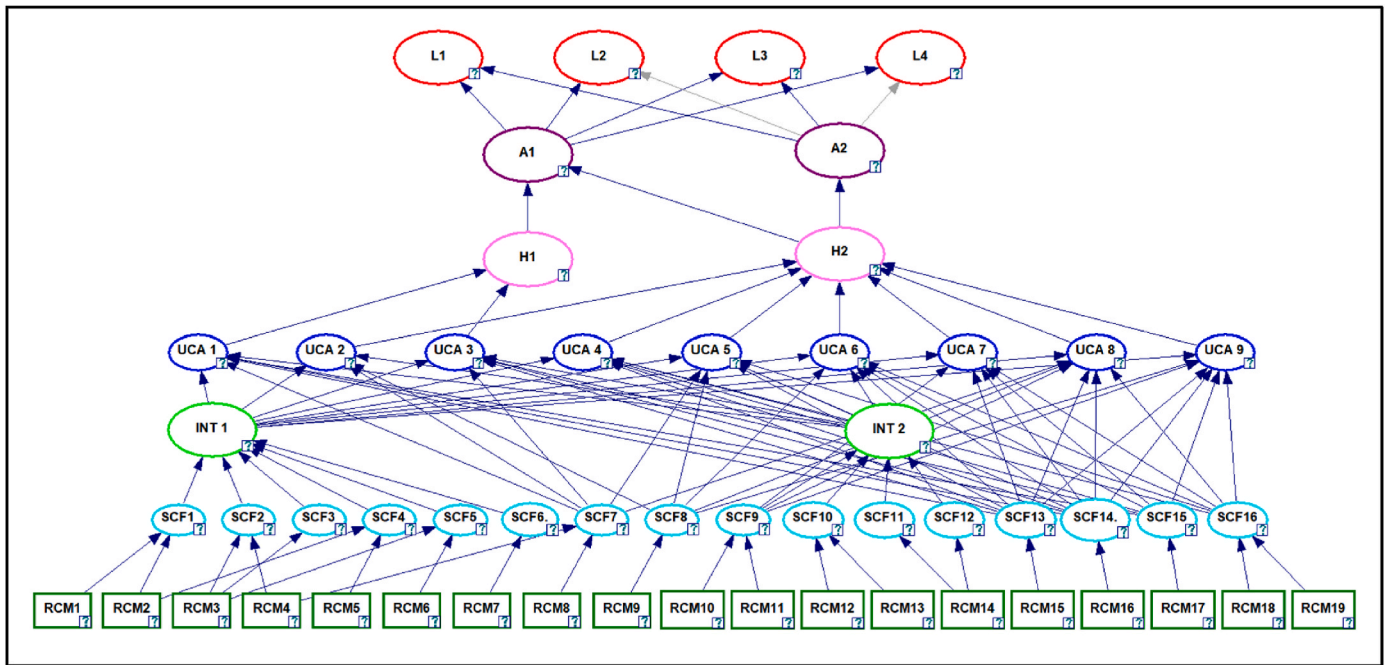 L1 L2 L3 L4
? ? ? ?
A1 A2
? ?
H1 H2
? ?
UCA 1 UCA 2 UCA 3 UCA 4 UCA 5 UCA 6 UCA 7 UCA 8 UCA 9
? ? ? ? ? ? ? ? ?
INT 1 INT 2
? ?
SCF1 SCF2 SCF3 SCF4 SCF5 SCF6. SCF7 SCF8 SCF9 SCF10 SCF11 SCF12 SCF13 SCF14. SCF15 SCF16
? ? ? ? ? ? ? ? ? ? ? ? ? ? ? ?
RCM1 RCM2 RCM3 RCM4 RCM5 RCM6 RCM7 RCM8 RCM9 RCM10 RCM11 RCM12 RCM13 RCM14 RCM15 RCM16 RCM17 RCM18 RCM19
? ? ? ? ? ? ? ? ? ? ? ? ? ? ? ? ? ? ?